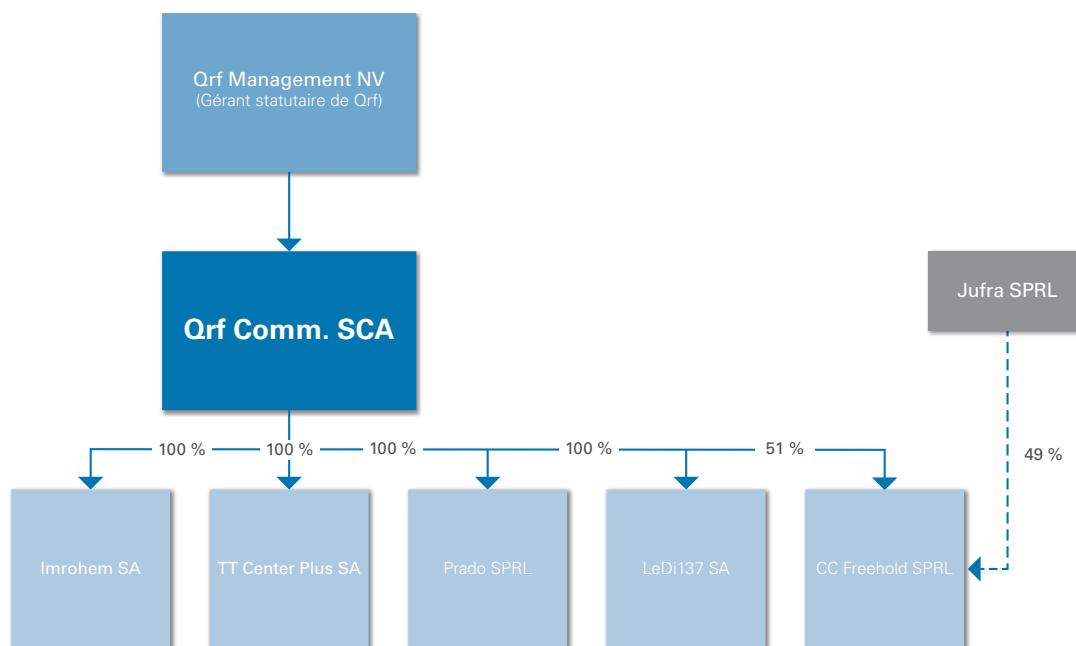 Qrf Management NV
(Gérant statutaire de Qrf)
Qrf Comm. SCA
Jufra SPRL
100 %
100 %
100 %
100 %
51 %
49 %
Imrohem SA
TT Center Plus SA
Prado SPRL
LeDi137 SA
CC Freehold SPRL